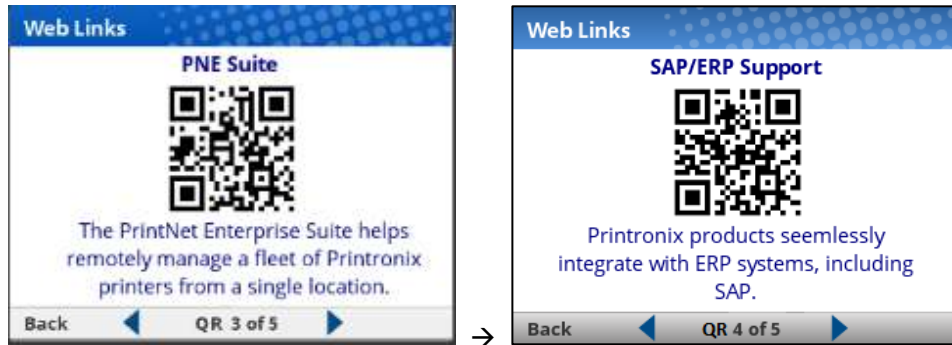 Web Links
PNE Suite
The PrintNet Enterprise Suite helps
remotely manage a fleet of Printronix
printers from a single location.
Back
QR 3 of 5
→
Web Links
SAP/ERP Support
Printronix products seemlessly
integrate with ERP systems, including
SAP.
Back
QR 4 of 5